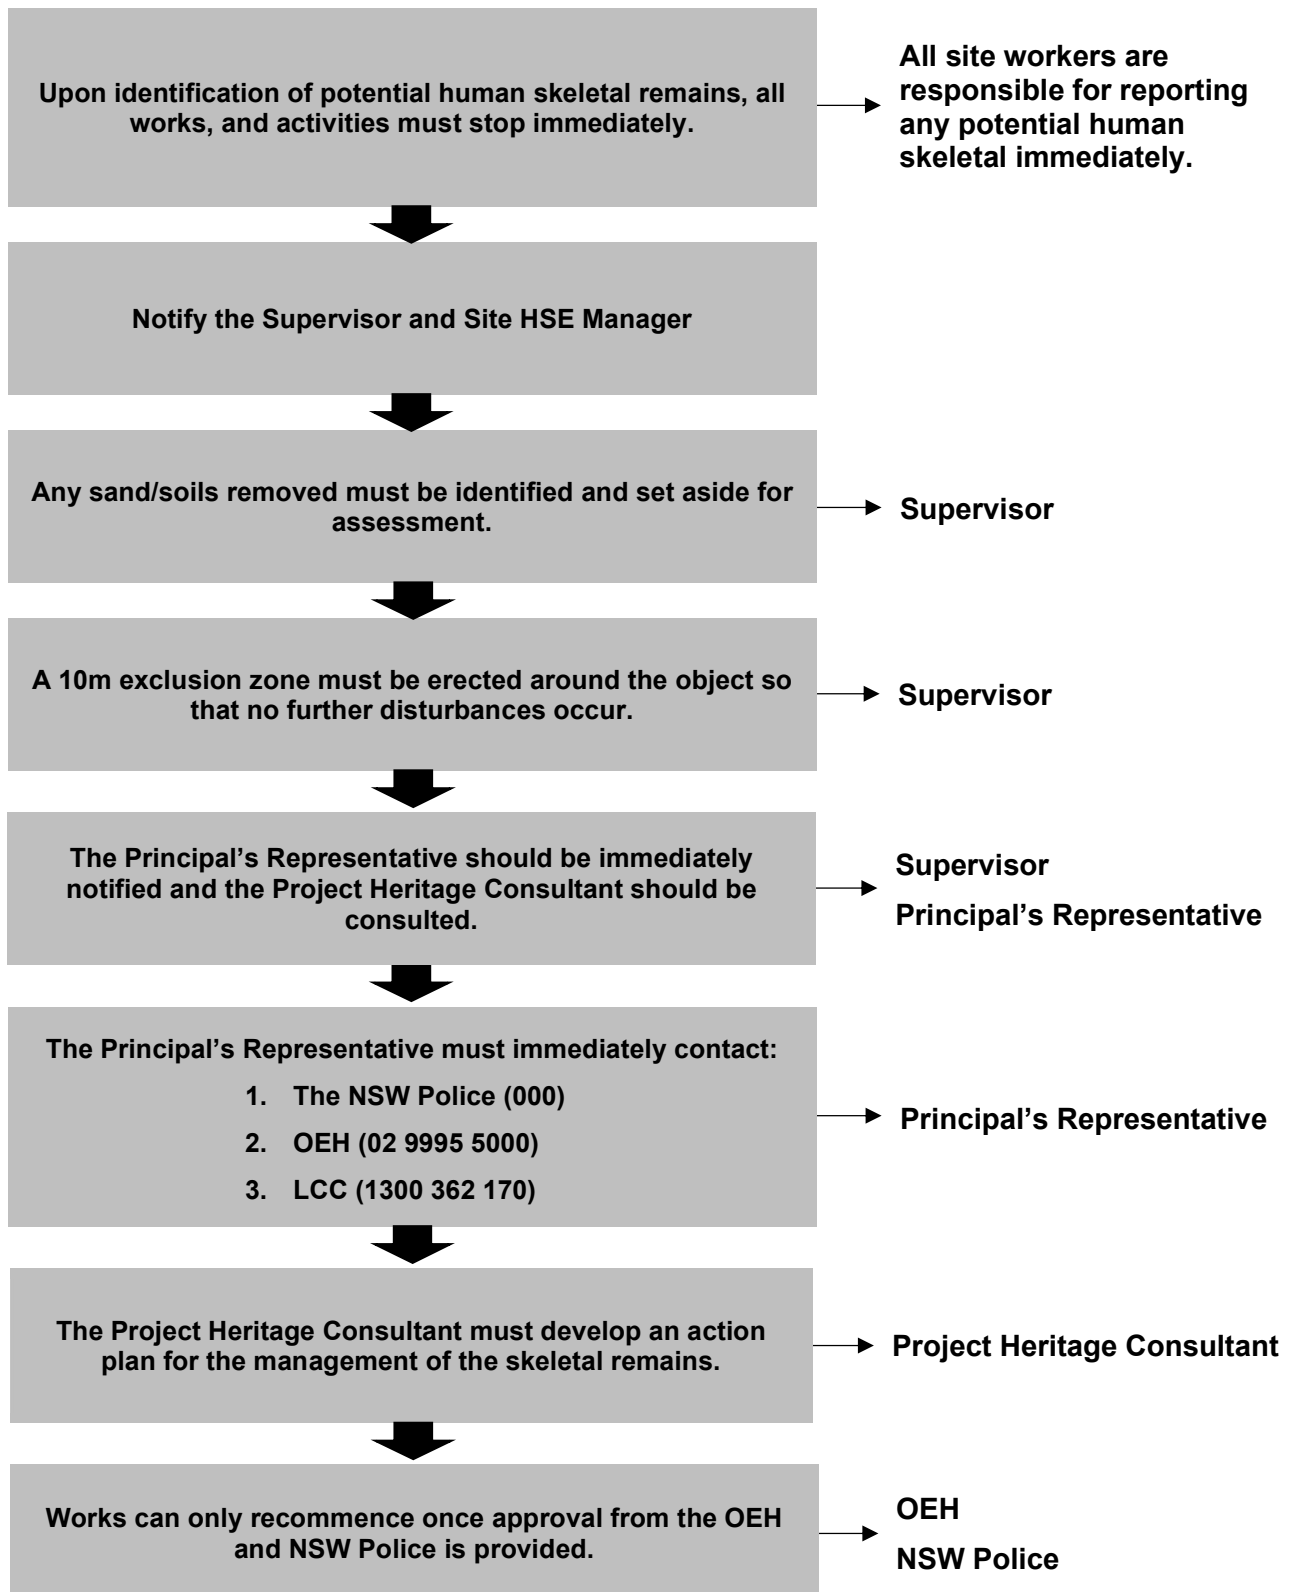 Upon identification of potential human skeletal remains, all
works, and activities must stop immediately.
All site workers are
responsible for reporting
any potential human
skeletal immediately.
Notify the Supervisor and Site HSE Manager
Any sand/soils removed must be identified and set aside for
assessment.
Supervisor
A 10m exclusion zone must be erected around the object so
that no further disturbances occur.
Supervisor
The Principal’s Representative should be immediately
notified and the Project Heritage Consultant should be
consulted.
Supervisor
Principal’s Representative
The Principal’s Representative must immediately contact:
1. The NSW Police (000)
2. OEH (02 9995 5000)
3. LCC (1300 362 170)
Principal’s Representative
The Project Heritage Consultant must develop an action
plan for the management of the skeletal remains.
Project Heritage Consultant
Works can only recommence once approval from the OEH
and NSW Police is provided.
OEH
NSW Police